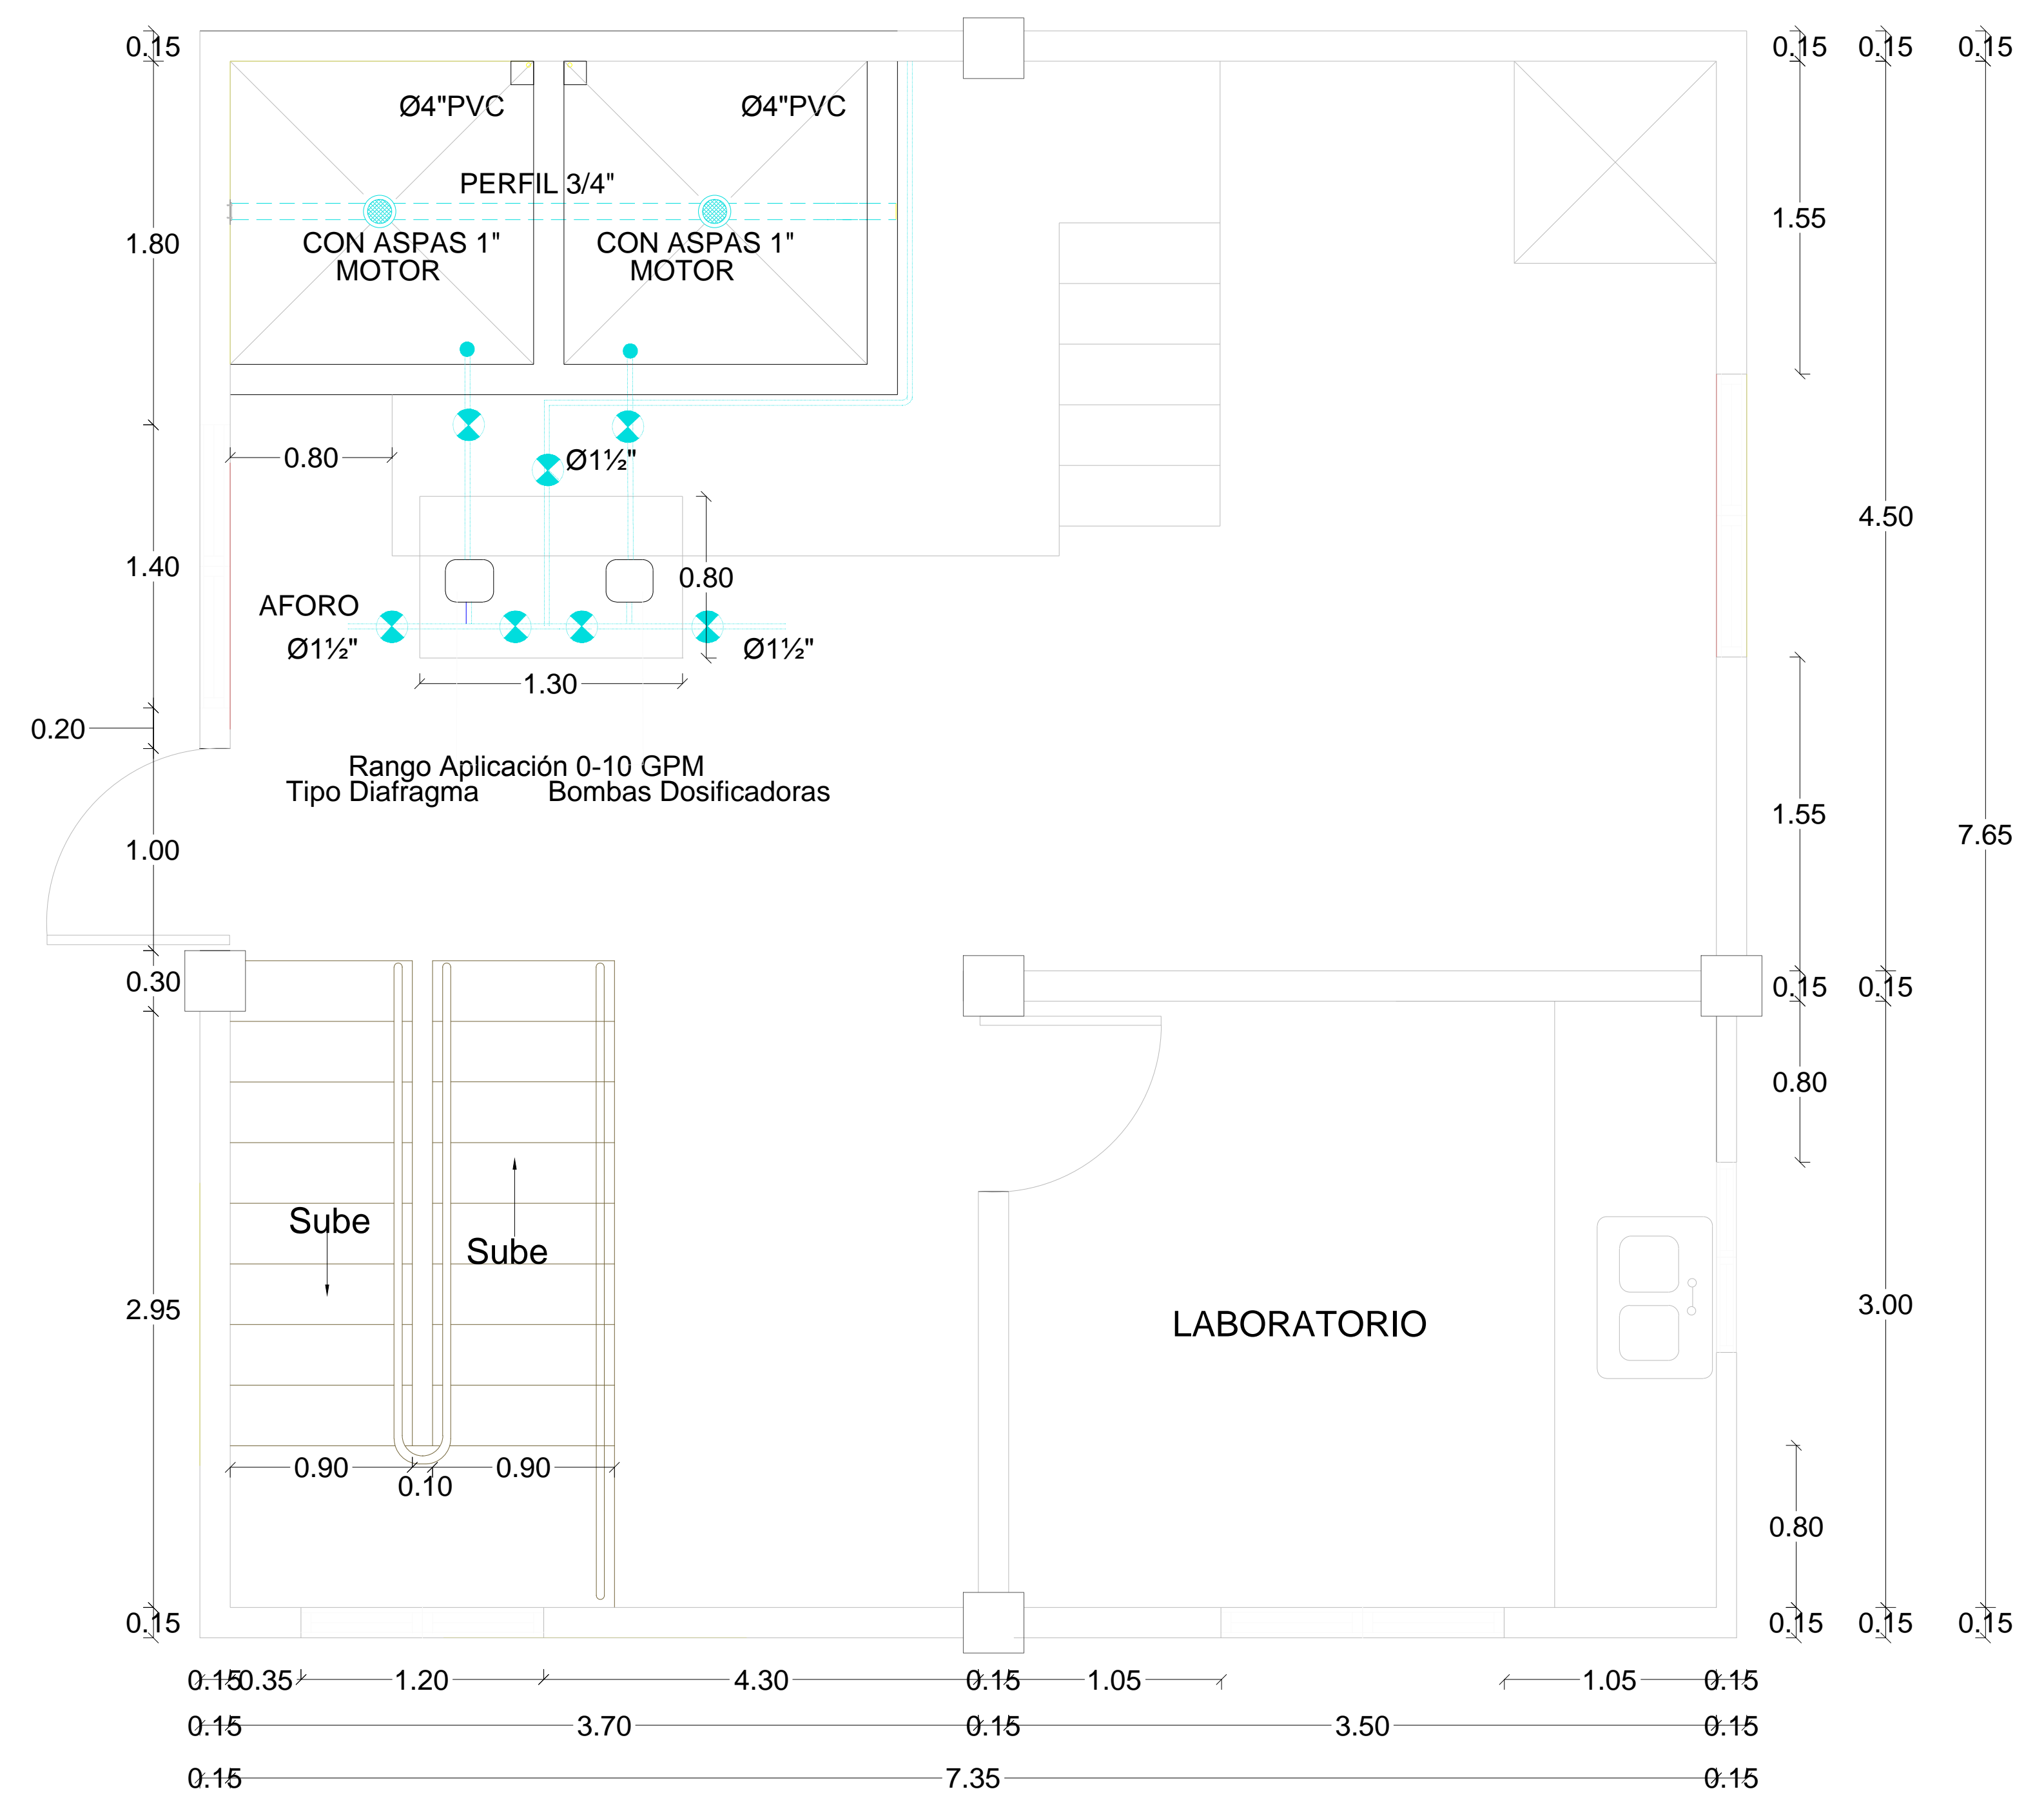 0.15
0.15
0.15
0.15
Ø4"PVC
Ø4"PVC
PERFIL 3/4"
1.55
1.80
CON ASPAS 1"
MOTOR
CON ASPAS 1"
MOTOR
0.80
Ø1½"
4.50
1.40
0.80
AFORO
Ø1½"
Ø1½"
1.30
0.20
Rango Aplicación 0-10 GPM
Tipo Diafragma
Bombas Dosificadoras
1.55
7.65
1.00
0.30
0.15
0.15
0.80
Sube
Sube
2.95
3.00
LABORATORIO
0.90
0.90
0.10
0.80
0.15
0.15
0.15
0.15
0.15
0.35
1.20
4.30
0.15
1.05
1.05
0.15
0.15
3.70
0.15
3.50
0.15
0.15
7.35
0.15